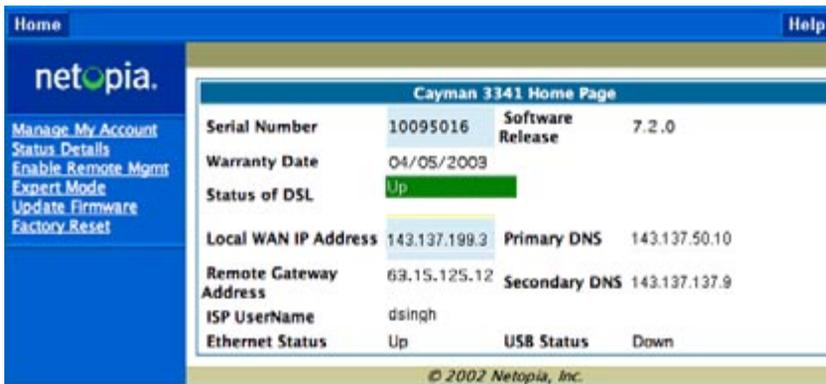 Home Help
netopia.
Manage My Account
Status Details
Enable Remote Mgmt
Expert Mode
Update Firmware
Factory Reset
Cayman 3341 Home Page
Serial Number 10095016 Software Release 7.2.0
Warranty Date 04/05/2003
Status of DSL Up
Local WAN IP Address 143.137.199.3 Primary DNS 143.137.50.10
Remote Gateway Address 63.15.125.12 Secondary DNS 143.137.137.9
ISP UserName dsingh
Ethernet Status Up USB Status Down
© 2002 Netopia, Inc.